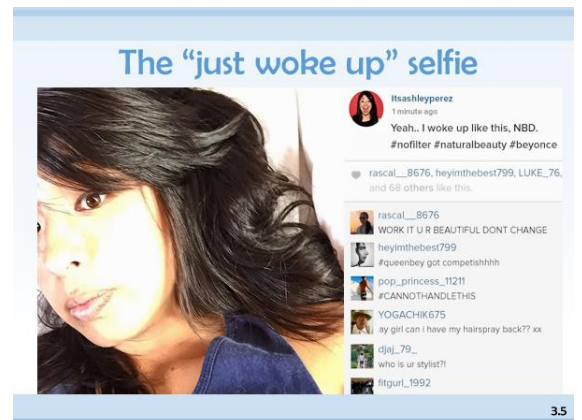 The “just woke up” selfie
Itsashleyperez
1 minute ago
Yeah.. I woke up like this, NBD.
#nofilter #naturalbeauty #beyonce
rascal__8676, heyimthebest799, LUKE_76,
and 68 others like this.
rascal__8676
WORK IT U R BEAUTIFUL DONT CHANGE
heyimthebest799
#queenbey got competishhhh
pop_princess_11211
#CANNOTHANDLETHIS
YOGACHIK675
ay girl can i have my hairspray back?? xx
djaj_79_
who is ur stylist?!
fitgurl_1992
3.5